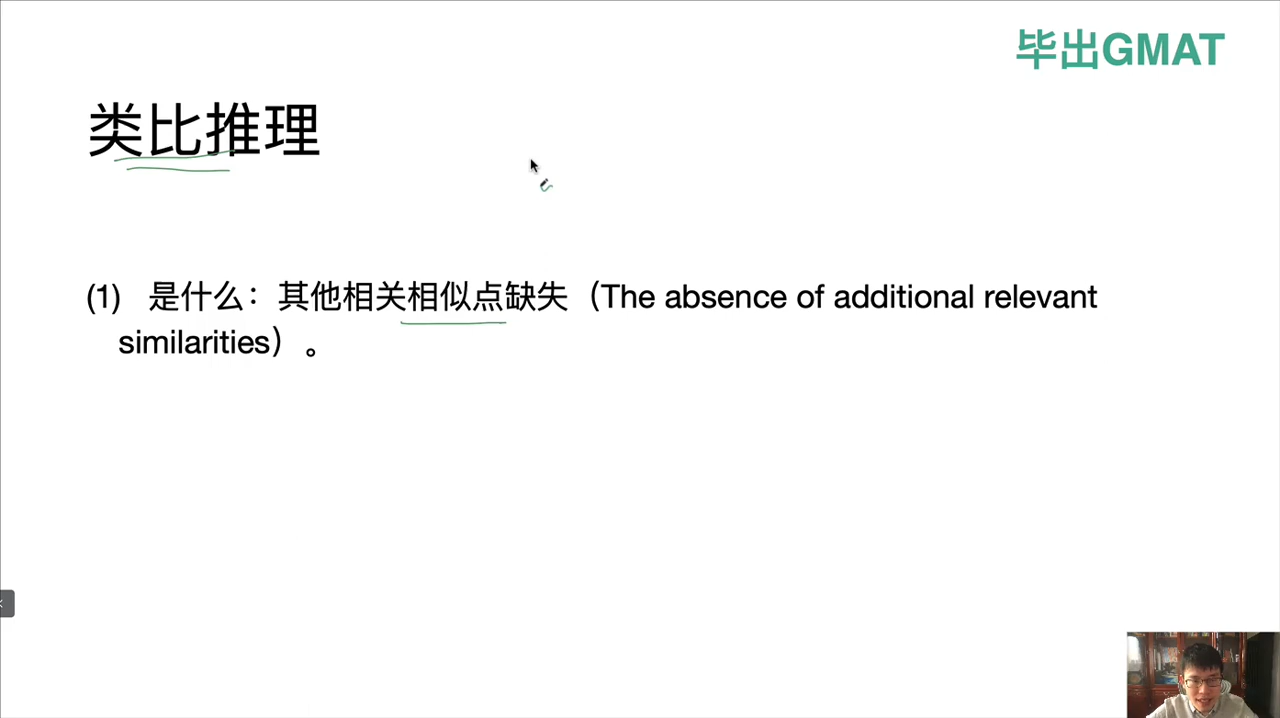 毕出GMAT
类比推理
(1) 是什么：其他相关相似点缺失（The absence of additional relevant
similarities）。